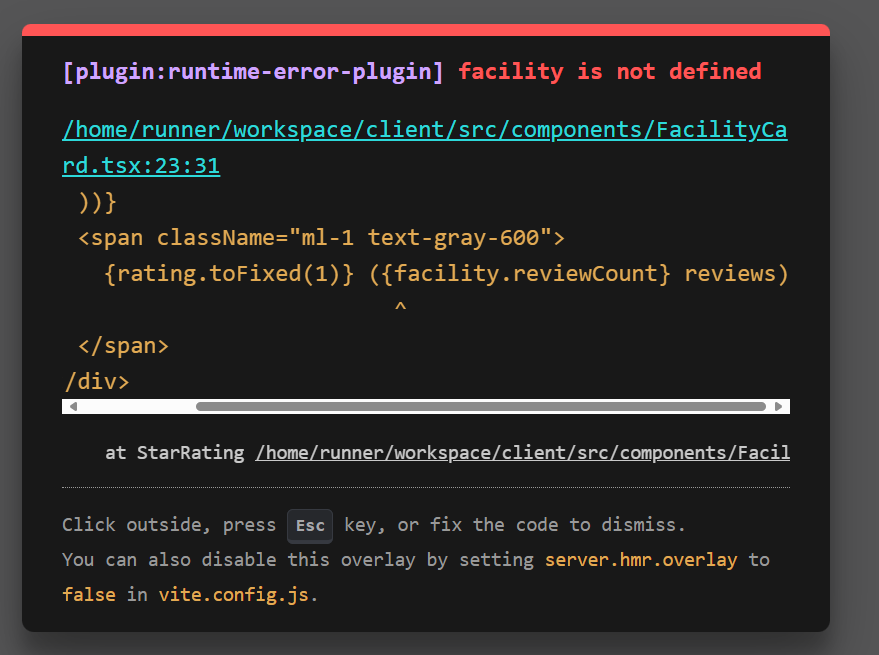 [plugin:runtime-error-plugin] facility is not defined
/home/runner/workspace/client/src/components/FacilityCa
rd.tsx:23:31
))}
<span className="ml-1 text-gray-600">
{rating.toFixed(1)} ({facility.reviewCount} reviews)
^
</span>
/div>
at StarRating /home/runner/workspace/client/src/components/Facil
Click outside, press Esc key, or fix the code to dismiss.
You can also disable this overlay by setting server.hmr.overlay to
false in vite.config.js.